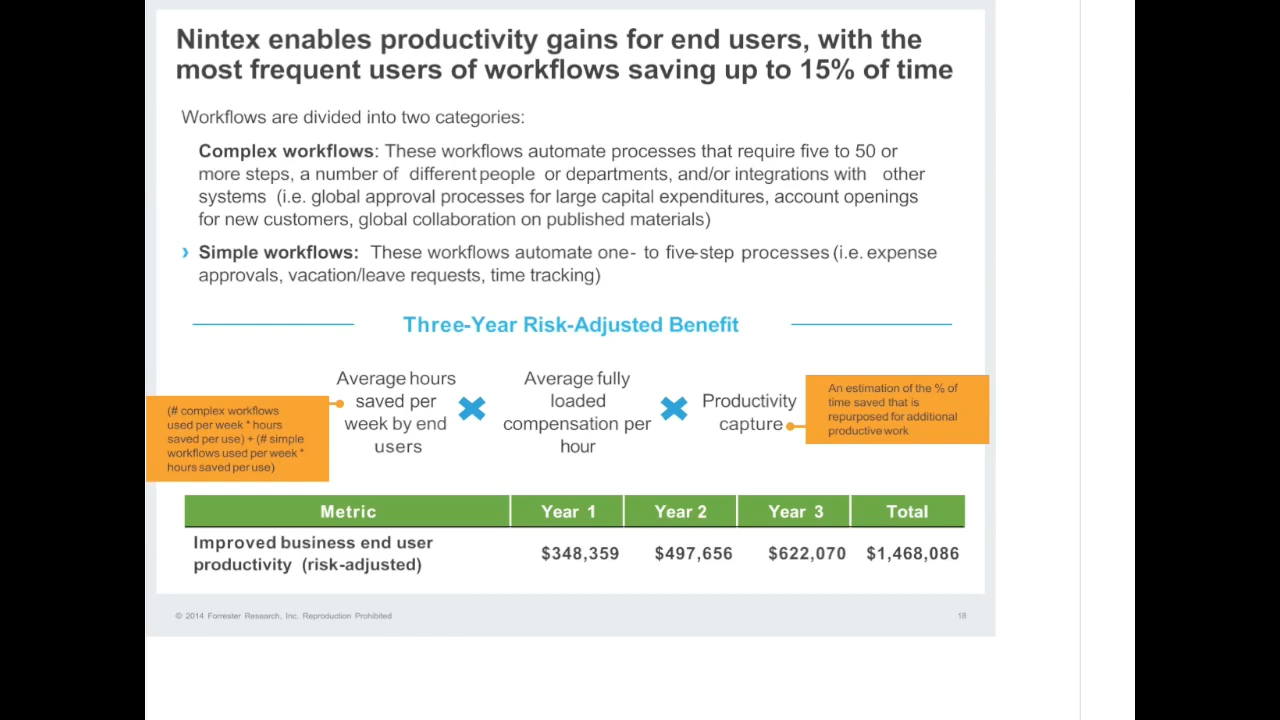 Nintex enables productivity gains for end users, with the
most frequent users of workflows saving up to 15% of time
Workflows are divided into two categories:
Complex workflows: These workflows automate processes that require five to 50 or
more steps, a number of different people or departments, and/or integrations with other
systems (i.e. global approval processes for large capital expenditures, account openings
for new customers, global collaboration on published materials)
› Simple workflows: These workflows automate one- to five-step processes (i.e. expense
approvals, vacation/leave requests, time tracking)
Three-Year Risk-Adjusted Benefit
(# complex workflows
used per week * hours
saved per use) + (# simple
workflows used per week *
hours saved per use)
Average hours
saved per
week by end
users
Average fully
loaded
compensation per
hour
Productivity
capture
An estimation of the % of
time saved that is
repurposed for additional
productive work
Metric Year 1 Year 2 Year 3 Total
Improved business end user
productivity (risk-adjusted) $348,359 $497,656 $622,070 $1,468,086
© 2014 Forrester Research, Inc. Reproduction Prohibited 18